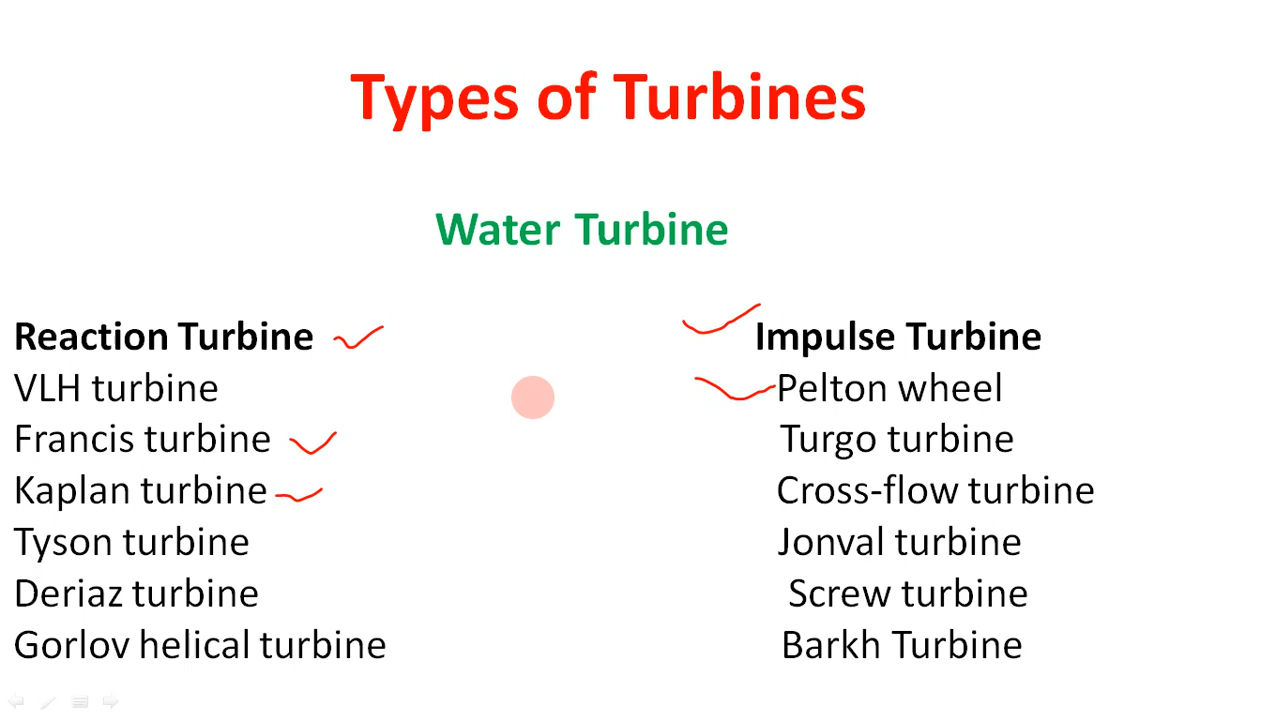 Types of Turbines
Water Turbine
Reaction Turbine
VLH turbine
Francis turbine
Kaplan turbine
Tyson turbine
Deriaz turbine
Gorlov helical turbine
Impulse Turbine
Pelton wheel
Turgo turbine
Cross-flow turbine
Jonval turbine
Screw turbine
Barkh Turbine